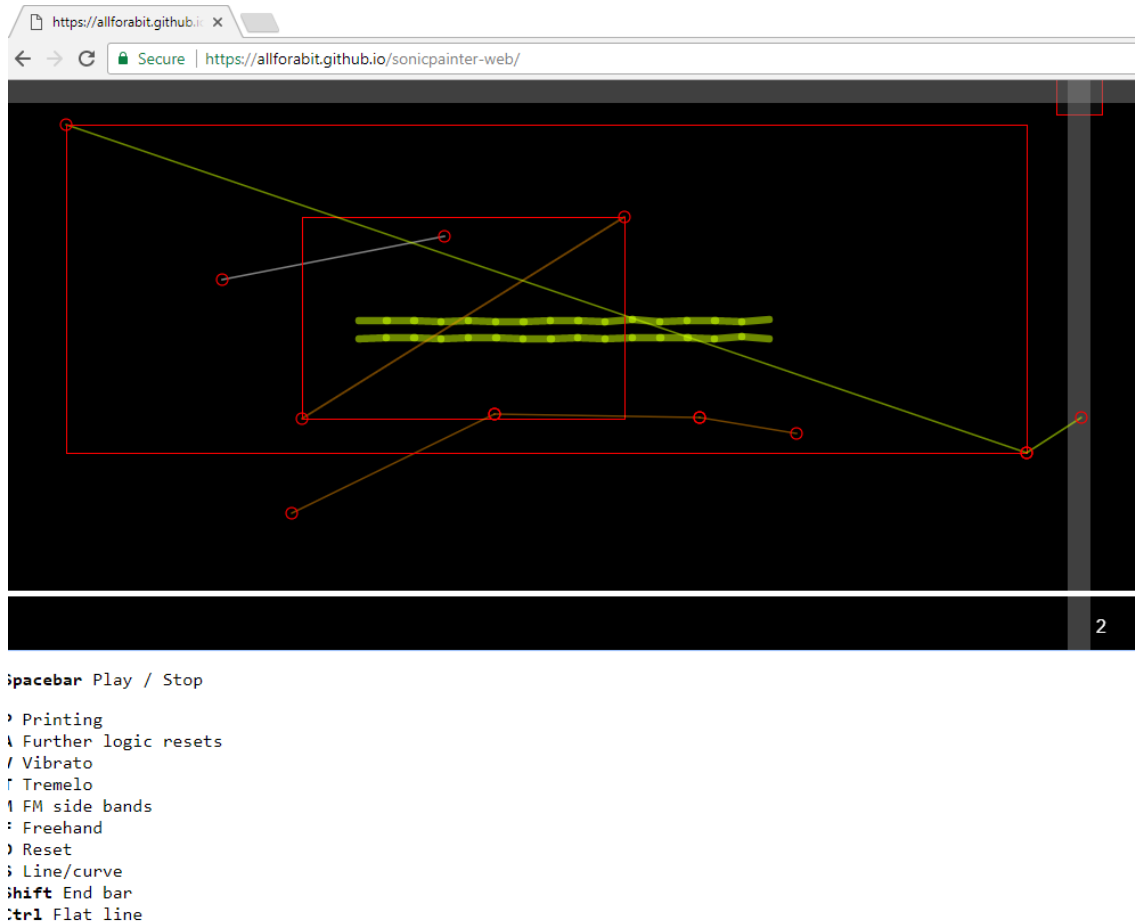 https://allforabit.github.i
Secure | https://allforabit.github.io/sonicpainter-web/
2
Spacebar Play / Stop
P Printing
A Further logic resets
V Vibrato
T Tremelo
M FM side bands
F Freehand
D Reset
S Line/curve
Shift End bar
Ctrl Flat line